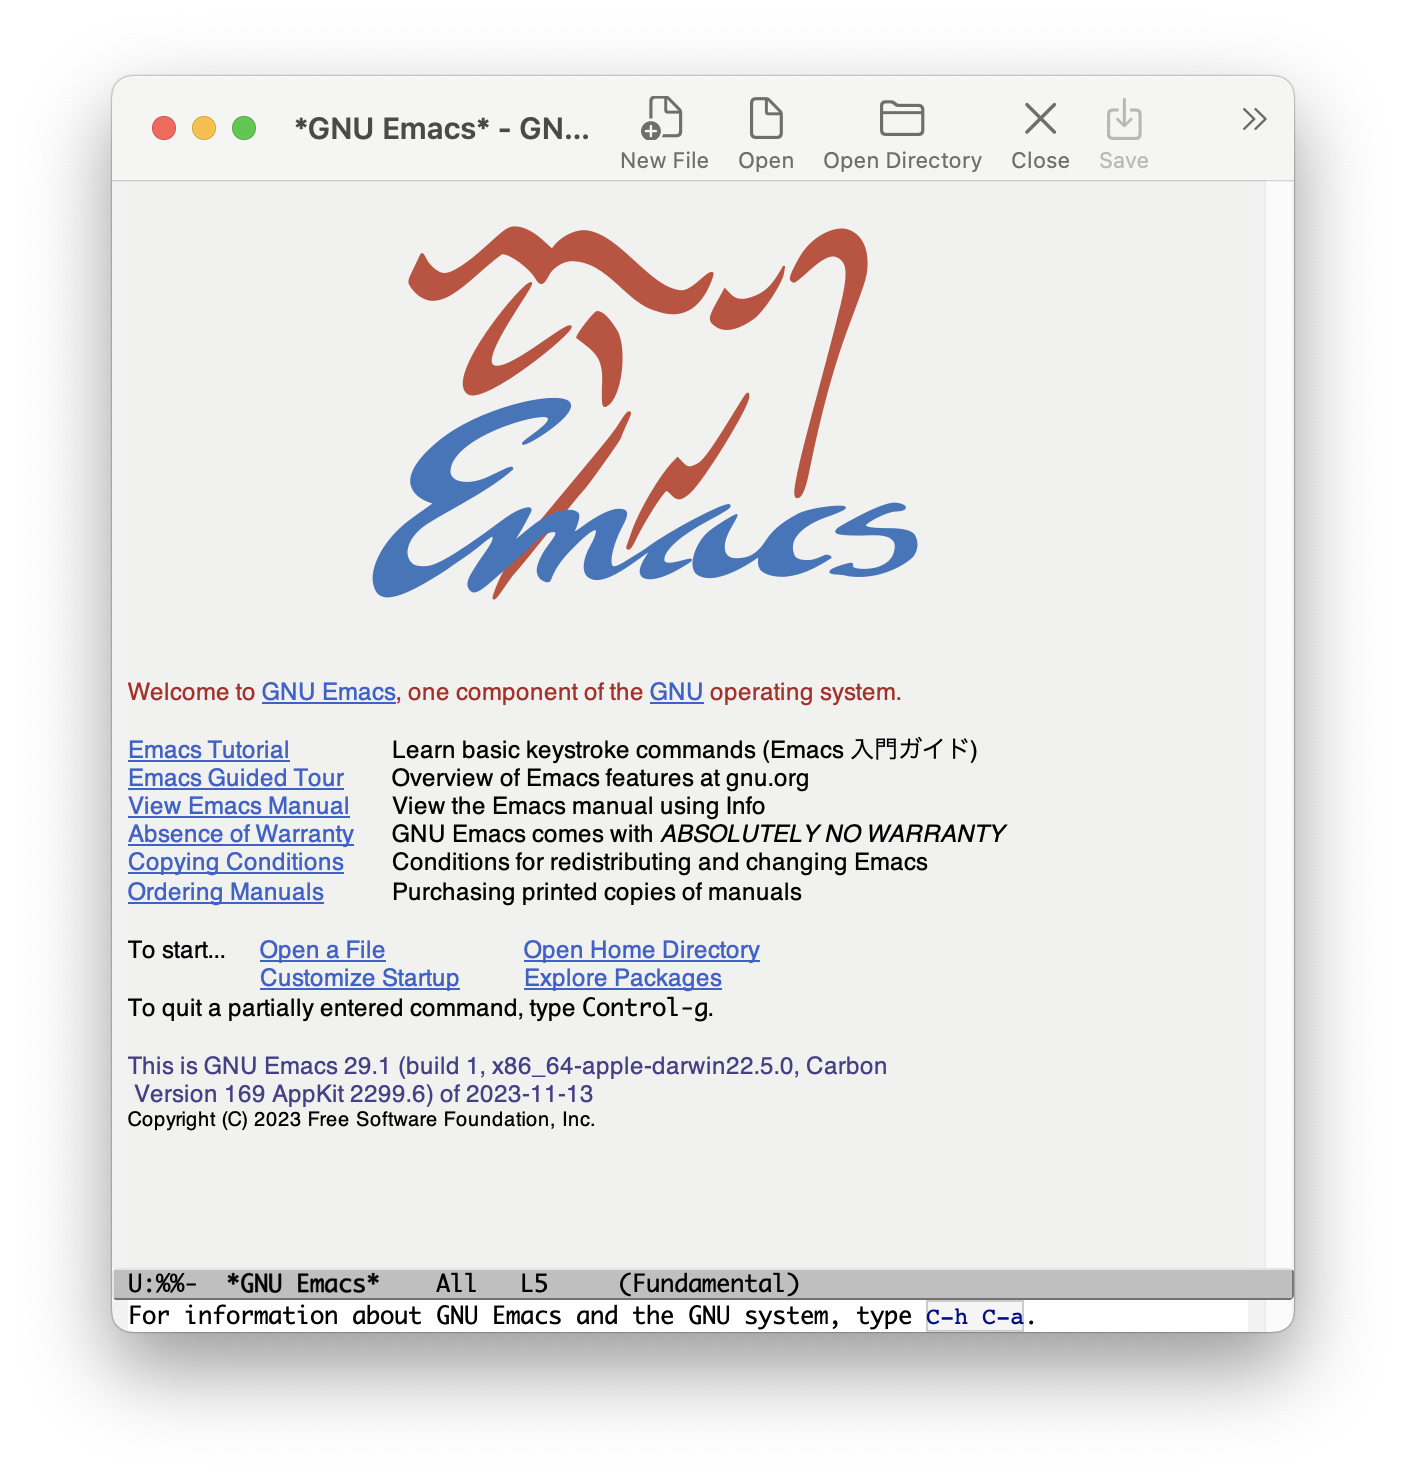 *GNU Emacs* - GN...
New File Open Open Directory Close Save
Emacs
Welcome to GNU Emacs, one component of the GNU operating system.
Emacs Tutorial Learn basic keystroke commands (Emacs 入門ガイド)
Emacs Guided Tour Overview of Emacs features at gnu.org
View Emacs Manual View the Emacs manual using Info
Absence of Warranty GNU Emacs comes with ABSOLUTELY NO WARRANTY
Copying Conditions Conditions for redistributing and changing Emacs
Ordering Manuals Purchasing printed copies of manuals
To start... Open a File Open Home Directory
Customize Startup Explore Packages
To quit a partially entered command, type Control-g.
This is GNU Emacs 29.1 (build 1, x86_64-apple-darwin22.5.0, Carbon
Version 169 AppKit 2299.6) of 2023-11-13
Copyright (C) 2023 Free Software Foundation, Inc.
U:%%- *GNU Emacs* All L5 (Fundamental)
For information about GNU Emacs and the GNU system, type C-h C-a.